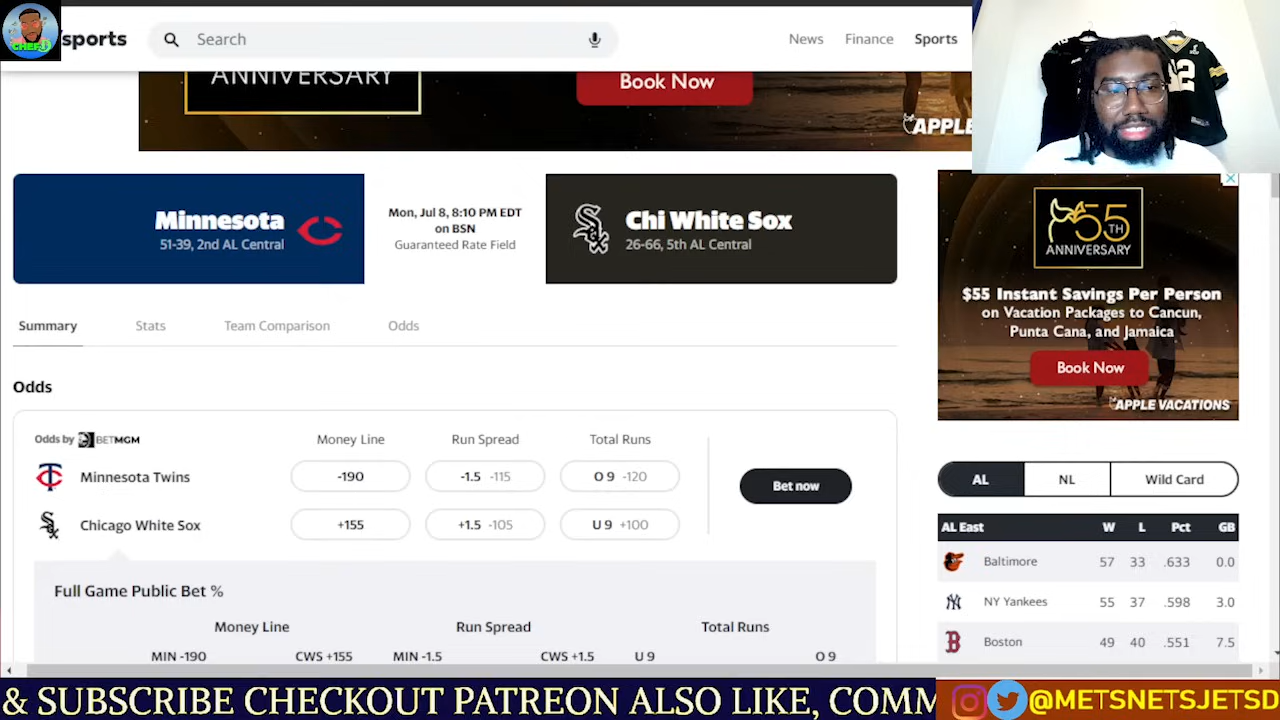 CHEF
sports
Search
News
Finance
Sports
ANNIVERSARY
Book Now
APPLE
Minnesota
51-39, 2nd AL Central
Mon, Jul 8, 8:10 PM EDT
on BSN
Guaranteed Rate Field
Chi White Sox
26-66, 5th AL Central
55TH
ANNIVERSARY
$55 Instant Savings Per Person
on Vacation Packages to Cancun,
Punta Cana, and Jamaica
Book Now
APPLE VACATIONS
Summary
Stats
Team Comparison
Odds
Odds
Odds by BETMGM
Money Line
Run Spread
Total Runs
Minnesota Twins
-190
-1.5 -115
O 9 -120
Bet now
Chicago White Sox
+155
+1.5 -105
U 9 +100
Full Game Public Bet %
Money Line
Run Spread
Total Runs
MIN -190
CWS +155
MIN -1.5
CWS +1.5
U 9
O 9
AL
NL
Wild Card
AL East W L Pct GB
Baltimore 57 33 .633 0.0
NY Yankees 55 37 .598 3.0
Boston 49 40 .551 7.5
& SUBSCRIBE CHECKOUT PATREON ALSO LIKE, COMM
@METSNETSJETSD